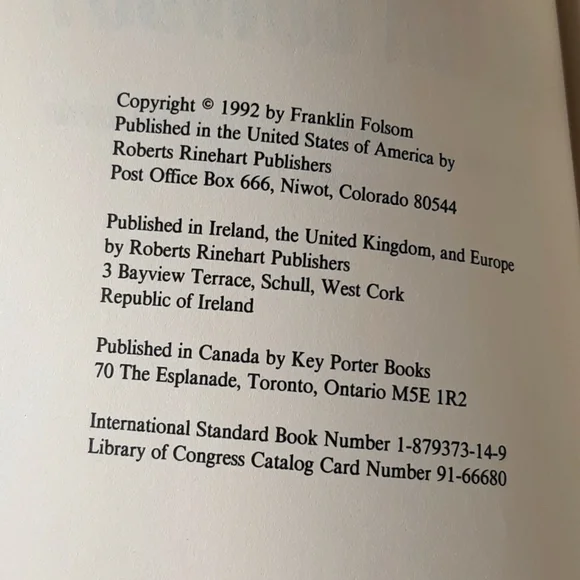 Copyright © 1992 by Franklin Folsom
Published in the United States of America by
Roberts Rinehart Publishers
Post Office Box 666, Niwot, Colorado 80544
Published in Ireland, the United Kingdom, and Europe
by Roberts Rinehart Publishers
3 Bayview Terrace, Schull, West Cork
Republic of Ireland
Published in Canada by Key Porter Books
70 The Esplanade, Toronto, Ontario M5E 1R2
International Standard Book Number 1-879373-14-9
Library of Congress Catalog Card Number 91-66680